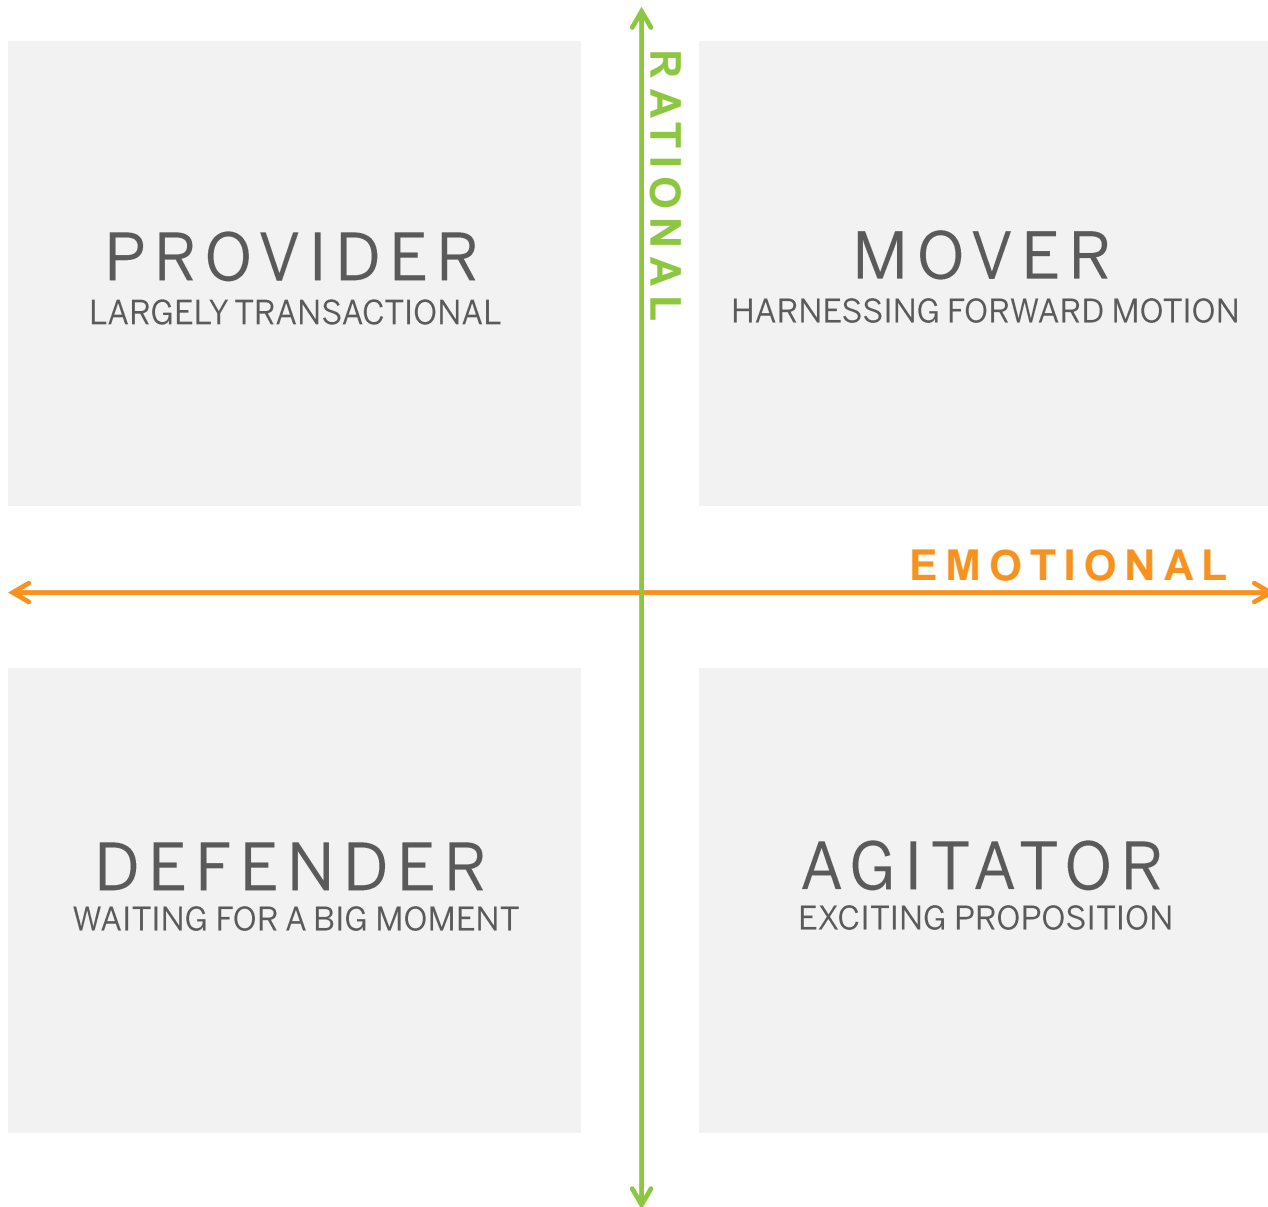 RATIONAL
PROVIDER
LARGELY TRANSACTIONAL
MOVER
HARNESSING FORWARD MOTION
EMOTIONAL
DEFENDER
WAITING FOR A BIG MOMENT
AGITATOR
EXCITING PROPOSITION